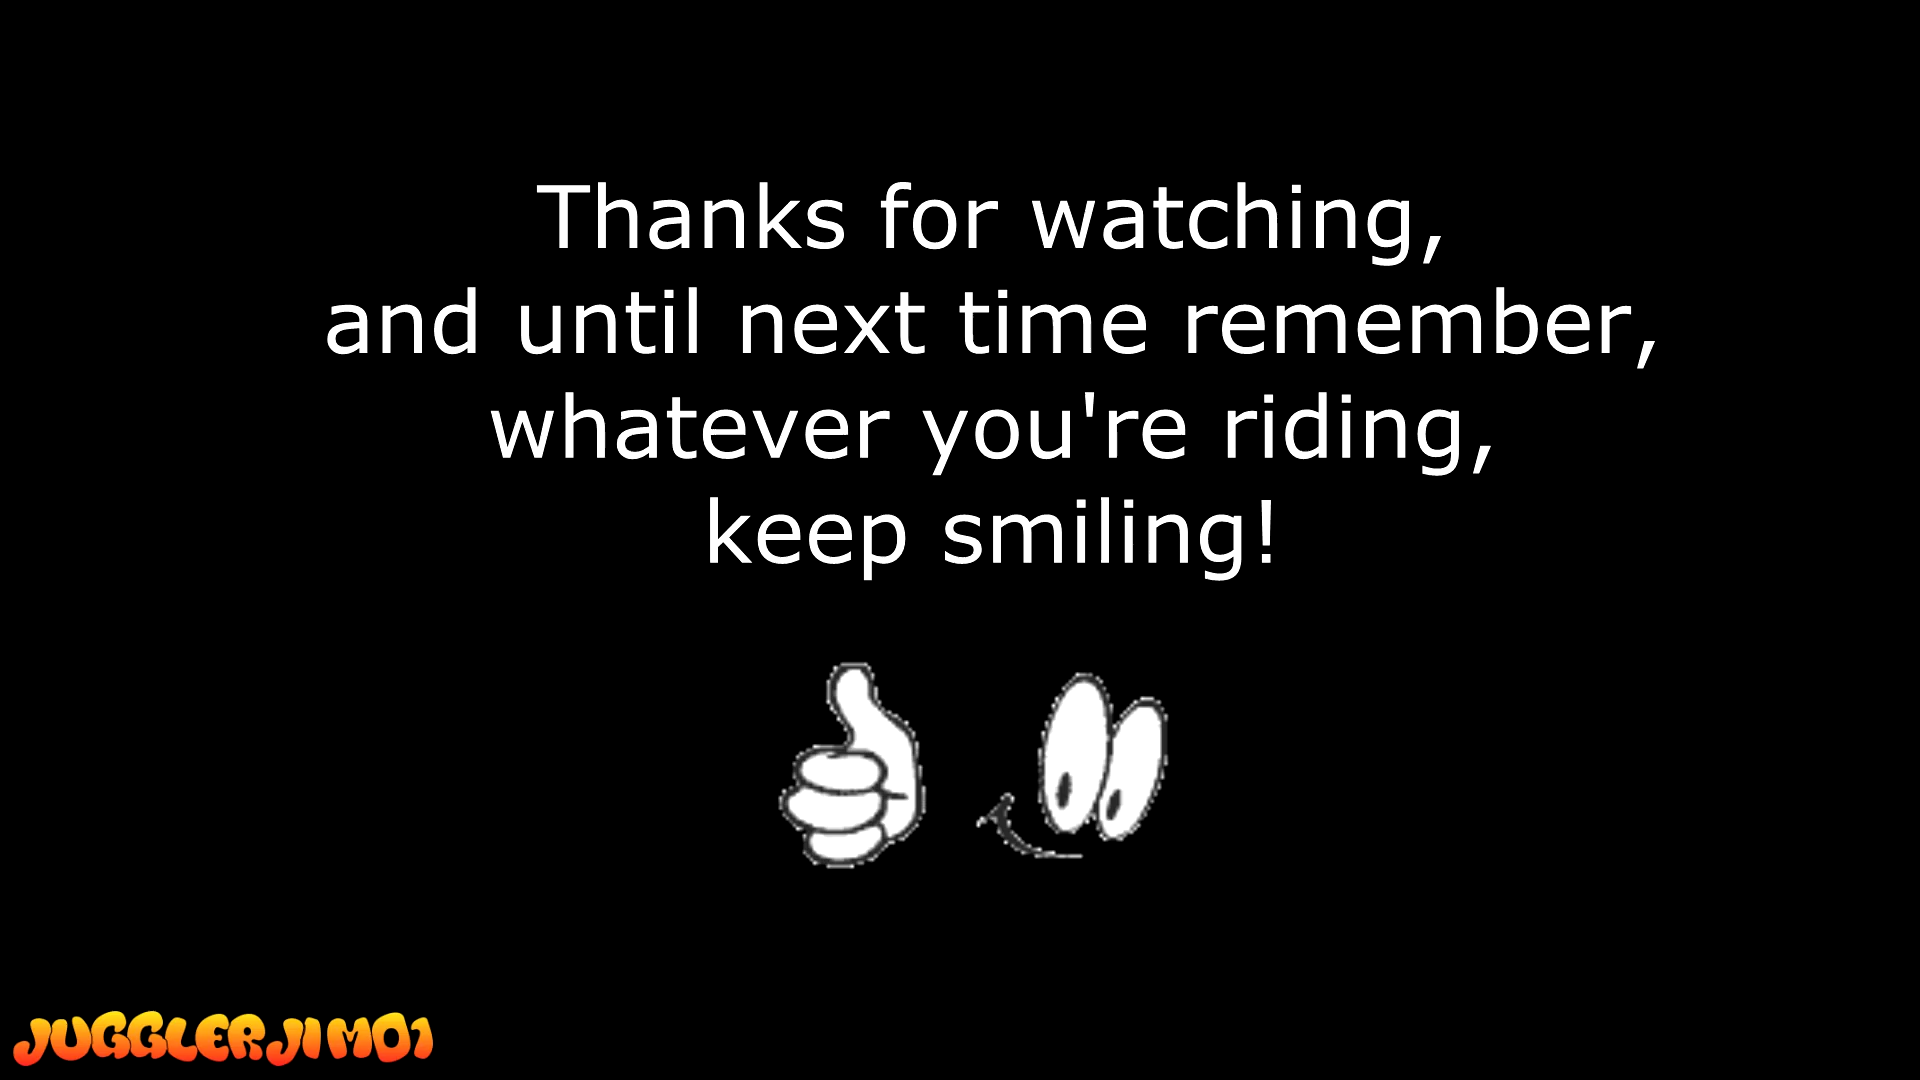 Thanks for watching,
and until next time remember,
whatever you're riding,
keep smiling!
JUGGLERJIM01